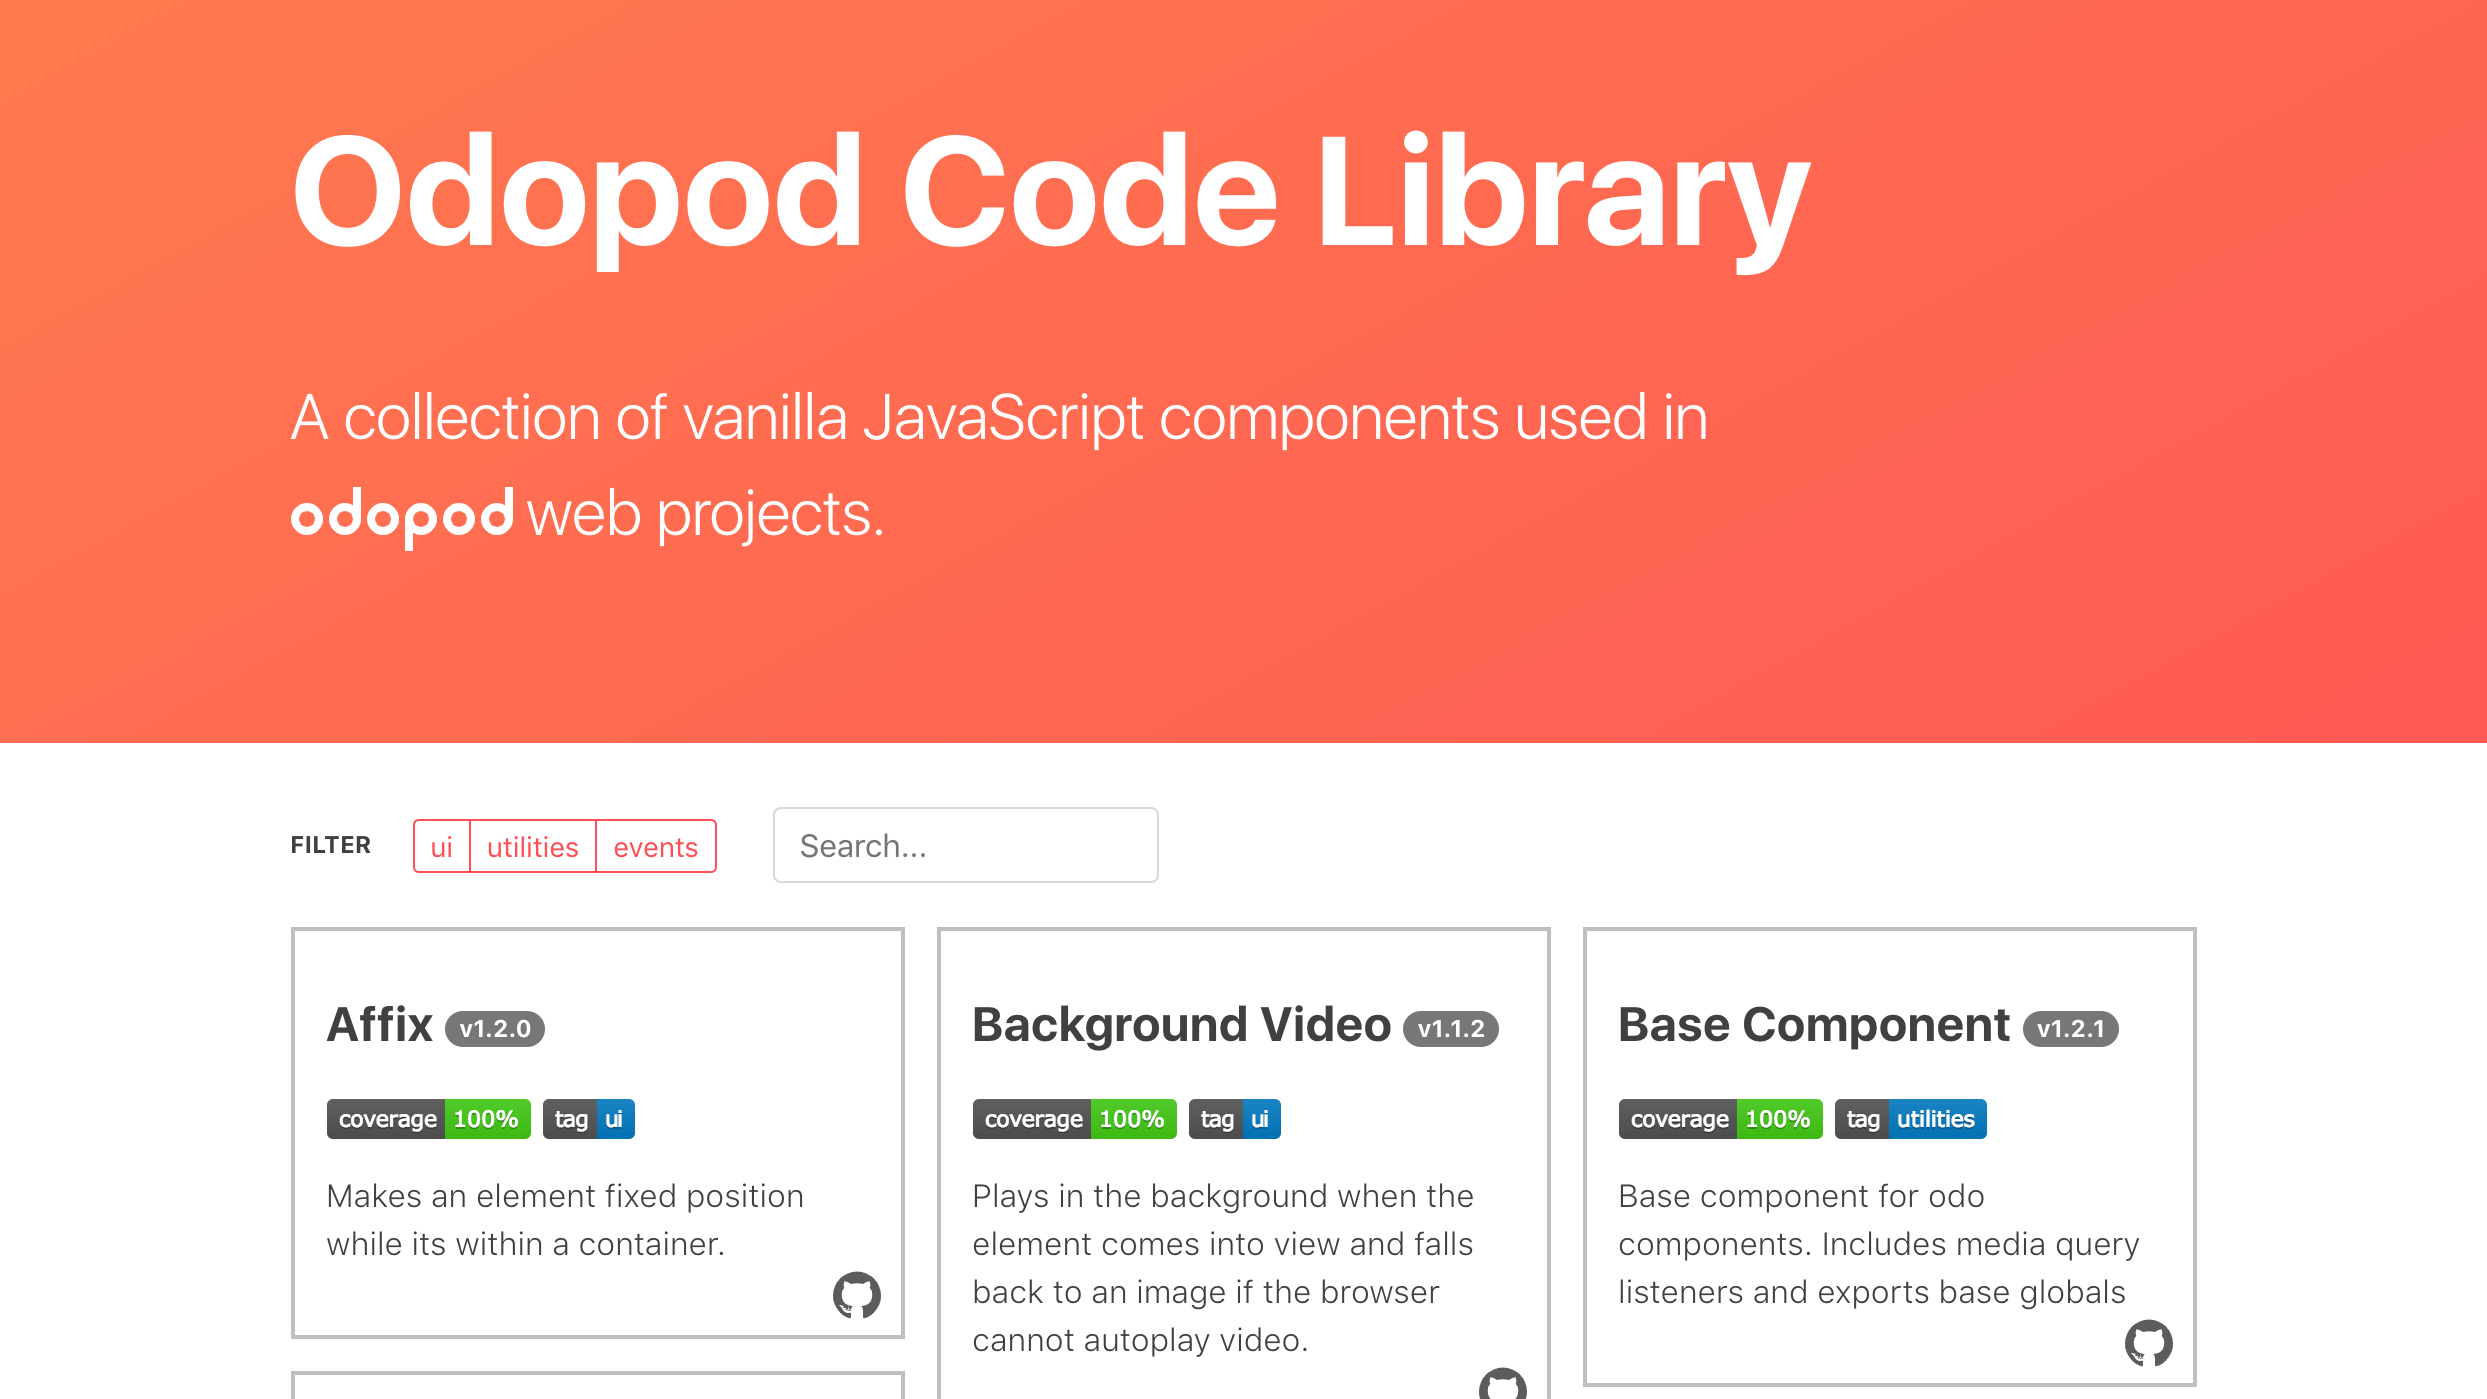 Odopod Code Library
A collection of vanilla JavaScript components used in
odopod web projects.
FILTER ui utilities events Search...
Affix v1.2.0
coverage 100% tag ui
Makes an element fixed position
while its within a container.
Background Video v1.1.2
coverage 100% tag ui
Plays in the background when the
element comes into view and falls
back to an image if the browser
cannot autoplay video.
Base Component v1.2.1
coverage 100% tag utilities
Base component for odo
components. Includes media query
listeners and exports base globals